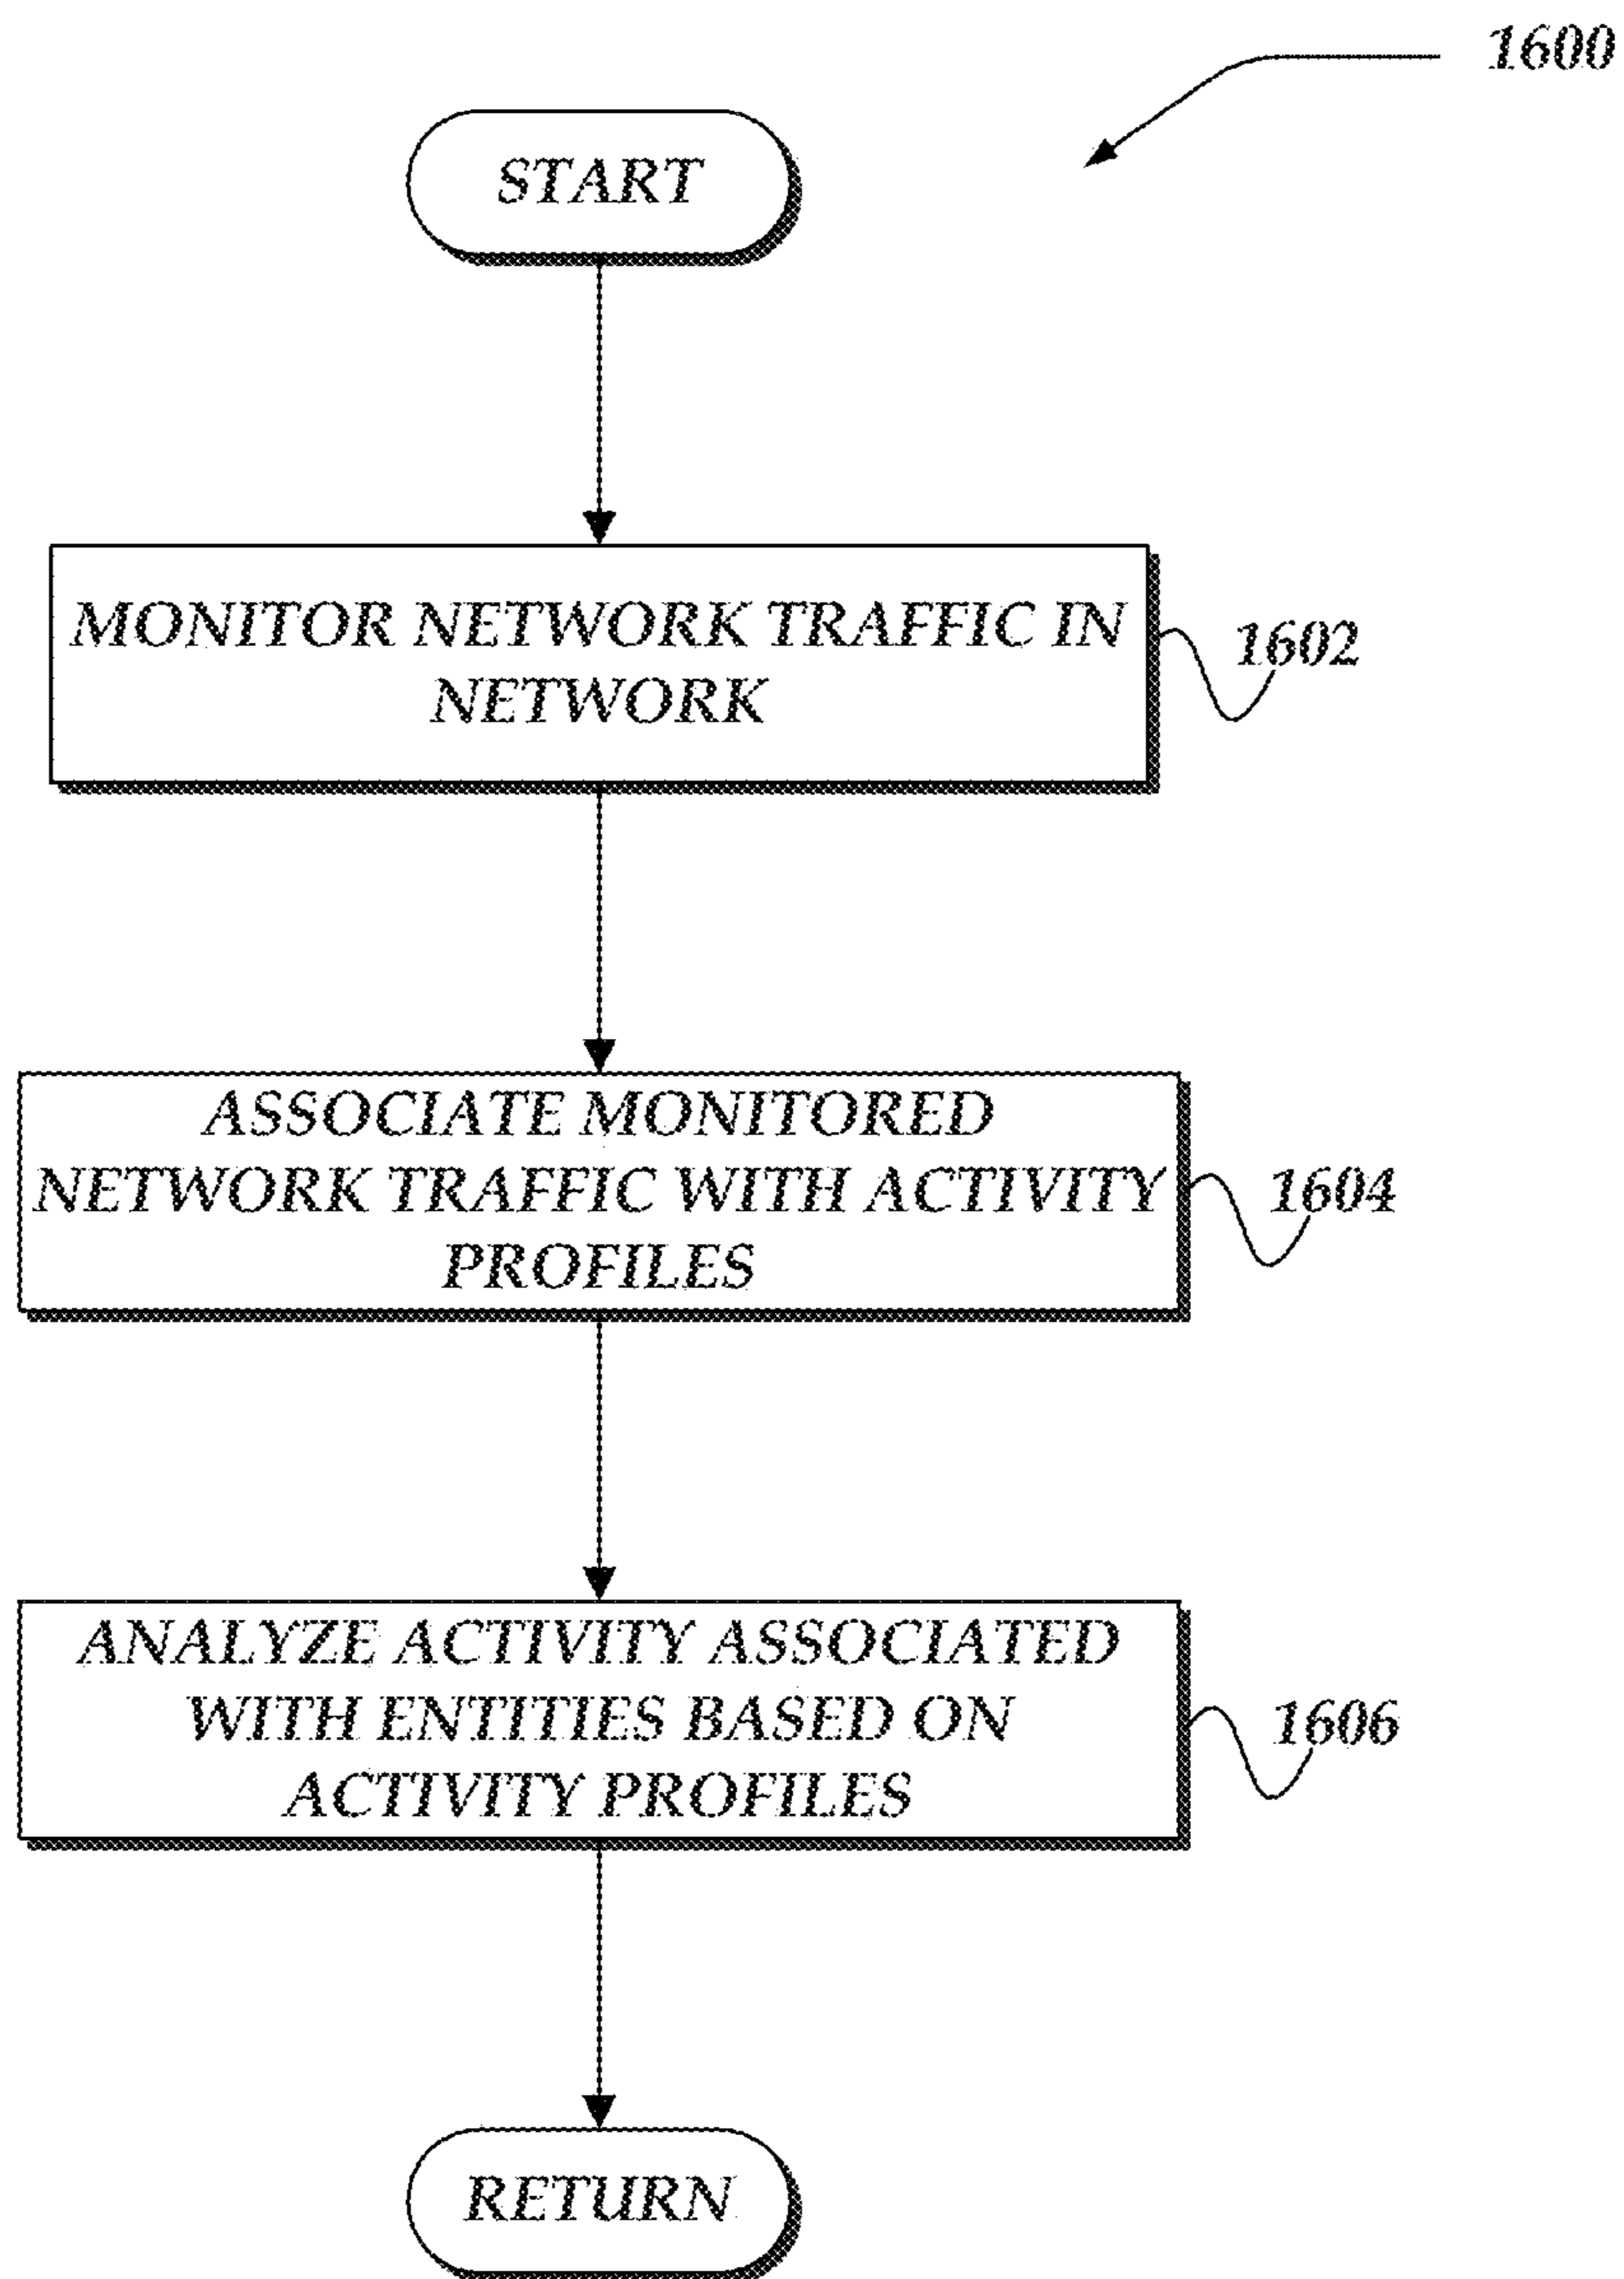 1600
START
MONITOR NETWORK TRAFFIC IN
NETWORK
1602
ASSOCIATE MONITORED
NETWORK TRAFFIC WITH ACTIVITY
PROFILES
1604
ANALYZE ACTIVITY ASSOCIATED
WITH ENTITIES BASED ON
ACTIVITY PROFILES
1606
RETURN